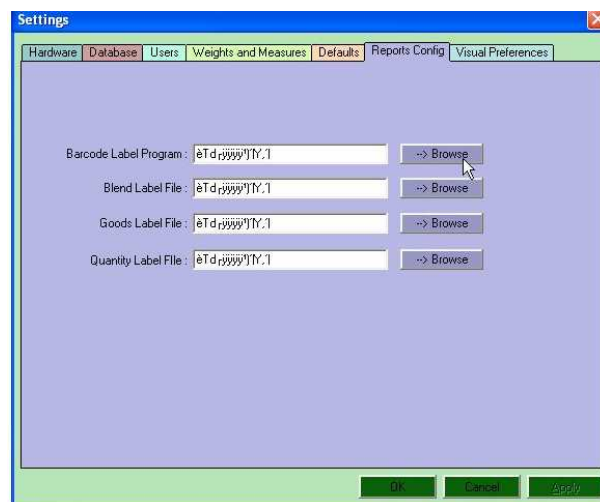 Settings
Hardware Database Users Weights and Measures Defaults Reports Config Visual Preferences
Barcode Label Program : --> Browse
Blend Label File : --> Browse
Goods Label File : --> Browse
Quantity Label FIle : --> Browse
OK Cancel Apply